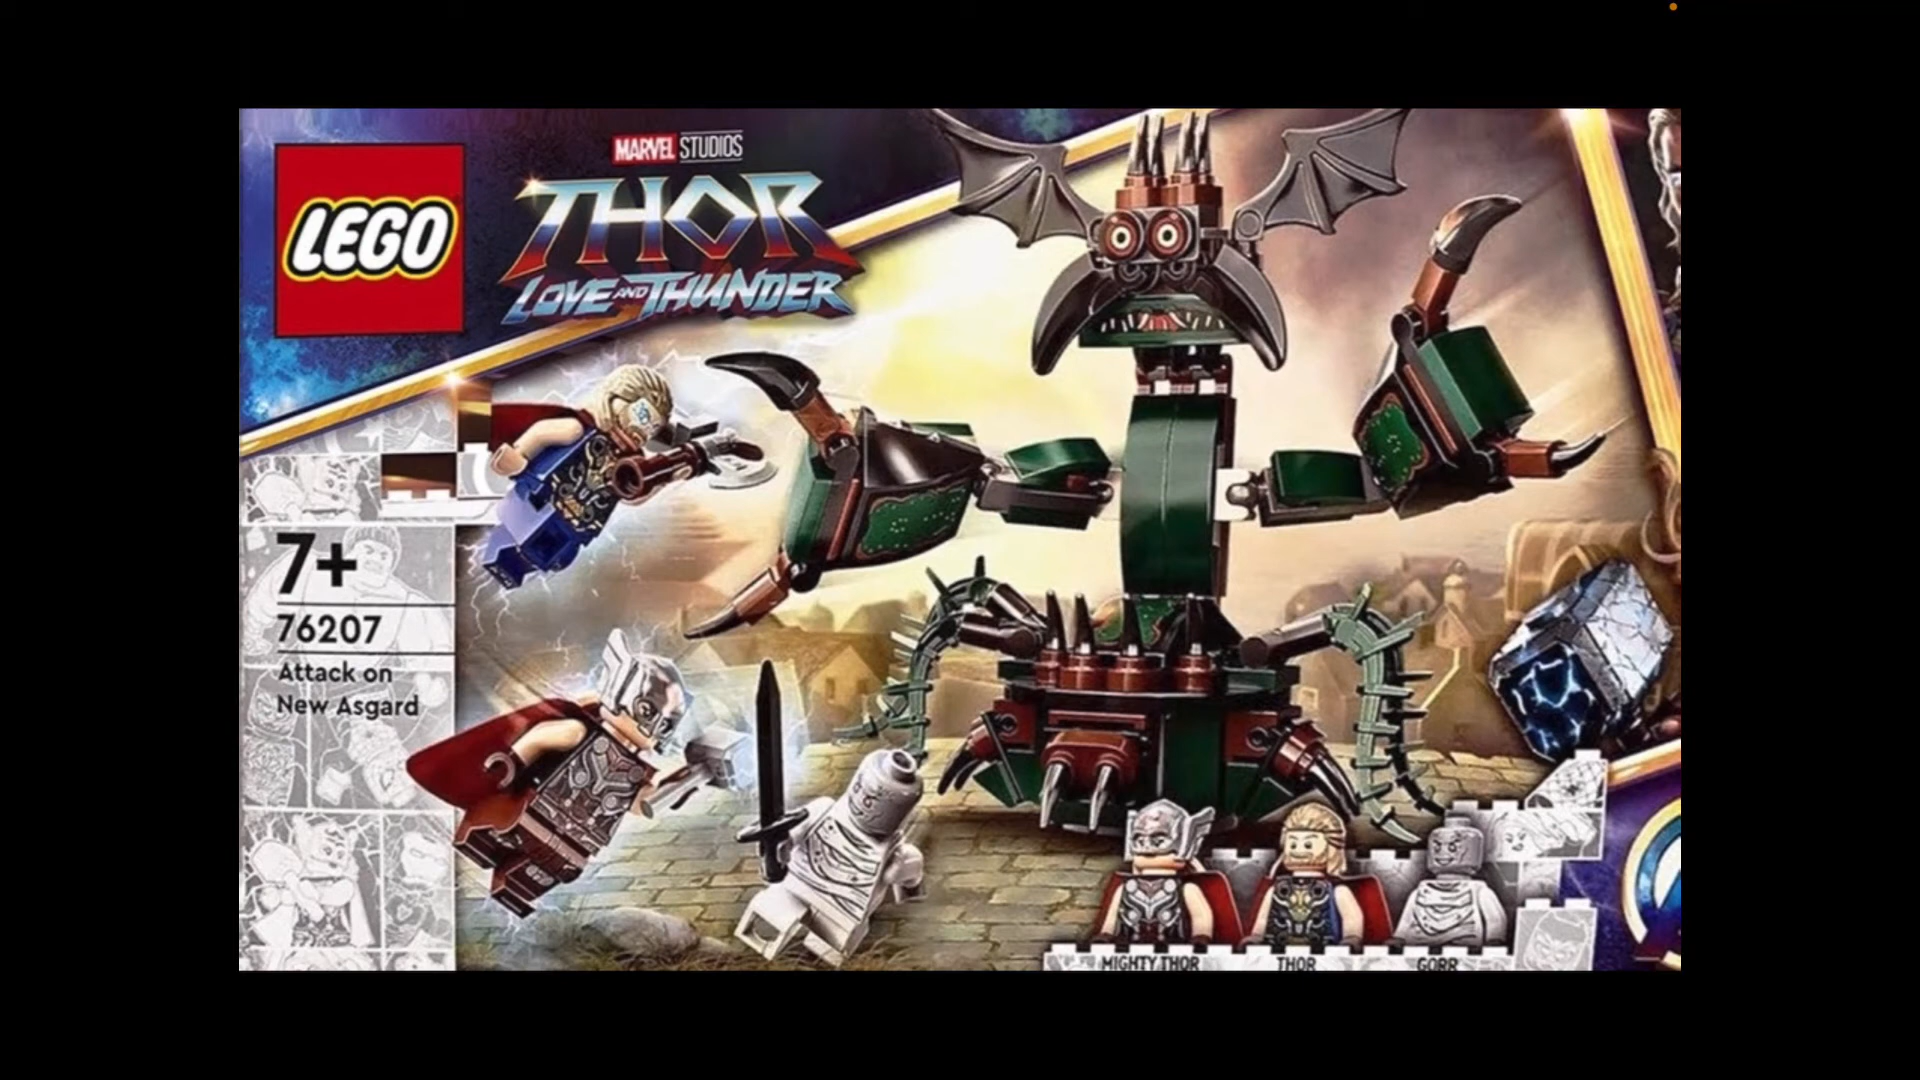 MARVEL STUDIOS
LEGO
THOR
LOVE AND THUNDER
7+
76207
Attack on
New Asgard
MIGHTY THOR
THOR
GORR